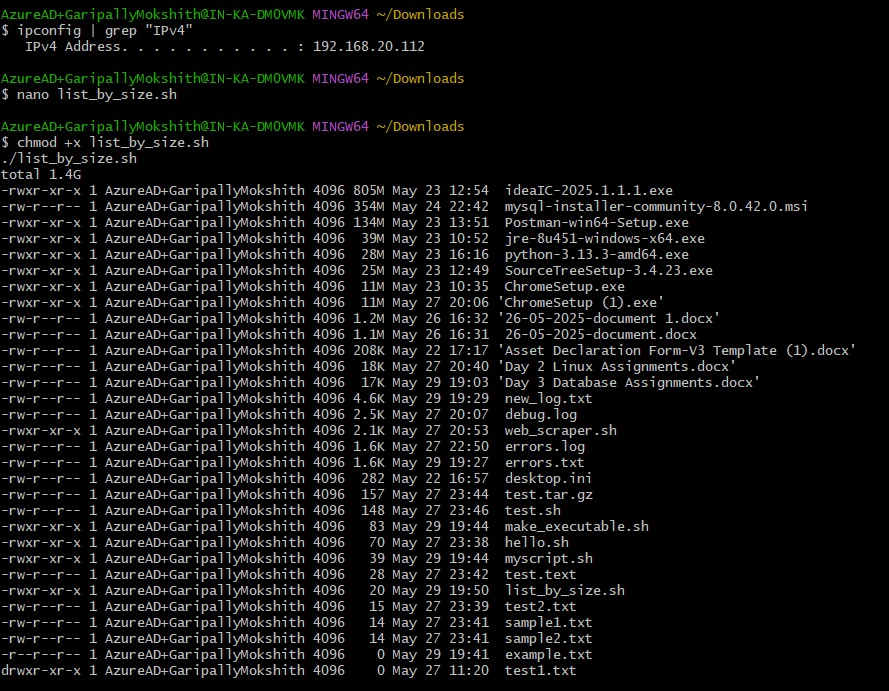 AzureAD+GaripallyMokshith@IN-KA-DM0VMK MINGW64 ~/Downloads
$ ipconfig | grep "IPv4"
   IPv4 Address. . . . . . . . . . . : 192.168.20.112

AzureAD+GaripallyMokshith@IN-KA-DM0VMK MINGW64 ~/Downloads
$ nano list_by_size.sh

AzureAD+GaripallyMokshith@IN-KA-DM0VMK MINGW64 ~/Downloads
$ chmod +x list_by_size.sh
./list_by_size.sh
total 1.4G
-rwxr-xr-x 1 AzureAD+GaripallyMokshith 4096 805M May 23 12:54  ideaIC-2025.1.1.1.exe
-rw-r--r-- 1 AzureAD+GaripallyMokshith 4096 354M May 24 22:42  mysql-installer-community-8.0.42.0.msi
-rwxr-xr-x 1 AzureAD+GaripallyMokshith 4096 134M May 23 13:51  Postman-win64-Setup.exe
-rwxr-xr-x 1 AzureAD+GaripallyMokshith 4096  39M May 23 10:52  jre-8u451-windows-x64.exe
-rwxr-xr-x 1 AzureAD+GaripallyMokshith 4096  28M May 23 16:16  python-3.13.3-amd64.exe
-rwxr-xr-x 1 AzureAD+GaripallyMokshith 4096  25M May 23 12:49  SourceTreeSetup-3.4.23.exe
-rwxr-xr-x 1 AzureAD+GaripallyMokshith 4096  11M May 23 10:35  ChromeSetup.exe
-rwxr-xr-x 1 AzureAD+GaripallyMokshith 4096  11M May 27 20:06 'ChromeSetup (1).exe'
-rw-r--r-- 1 AzureAD+GaripallyMokshith 4096 1.2M May 26 16:32 '26-05-2025-document 1.docx'
-rw-r--r-- 1 AzureAD+GaripallyMokshith 4096 1.1M May 26 16:31  26-05-2025-document.docx
-rw-r--r-- 1 AzureAD+GaripallyMokshith 4096 208K May 22 17:17 'Asset Declaration Form-V3 Template (1).docx'
-rw-r--r-- 1 AzureAD+GaripallyMokshith 4096  18K May 27 20:40 'Day 2 Linux Assignments.docx'
-rw-r--r-- 1 AzureAD+GaripallyMokshith 4096  17K May 29 19:03 'Day 3 Database Assignments.docx'
-rw-r--r-- 1 AzureAD+GaripallyMokshith 4096 4.6K May 29 19:29  new_log.txt
-rw-r--r-- 1 AzureAD+GaripallyMokshith 4096 2.5K May 27 20:07  debug.log
-rwxr-xr-x 1 AzureAD+GaripallyMokshith 4096 2.1K May 27 20:53  web_scraper.sh
-rw-r--r-- 1 AzureAD+GaripallyMokshith 4096 1.6K May 27 22:50  errors.log
-rw-r--r-- 1 AzureAD+GaripallyMokshith 4096 1.6K May 29 19:27  errors.txt
-rw-r--r-- 1 AzureAD+GaripallyMokshith 4096  282 May 22 16:57  desktop.ini
-rw-r--r-- 1 AzureAD+GaripallyMokshith 4096  157 May 27 23:44  test.tar.gz
-rwxr-xr-x 1 AzureAD+GaripallyMokshith 4096  148 May 27 23:46  test.sh
-rwxr-xr-x 1 AzureAD+GaripallyMokshith 4096   83 May 29 19:44  make_executable.sh
-rwxr-xr-x 1 AzureAD+GaripallyMokshith 4096   70 May 27 23:38  hello.sh
-rwxr-xr-x 1 AzureAD+GaripallyMokshith 4096   39 May 29 19:44  myscript.sh
-rw-r--r-- 1 AzureAD+GaripallyMokshith 4096   28 May 27 23:42  test.text
-rwxr-xr-x 1 AzureAD+GaripallyMokshith 4096   20 May 29 19:50  list_by_size.sh
-rw-r--r-- 1 AzureAD+GaripallyMokshith 4096   15 May 27 23:39  test2.txt
-rw-r--r-- 1 AzureAD+GaripallyMokshith 4096   14 May 27 23:41  sample1.txt
-rw-r--r-- 1 AzureAD+GaripallyMokshith 4096   14 May 27 23:41  sample2.txt
-r--r--r-- 1 AzureAD+GaripallyMokshith 4096    0 May 29 19:41  example.txt
drwxr-xr-x 1 AzureAD+GaripallyMokshith 4096    0 May 27 11:20  test1.txt